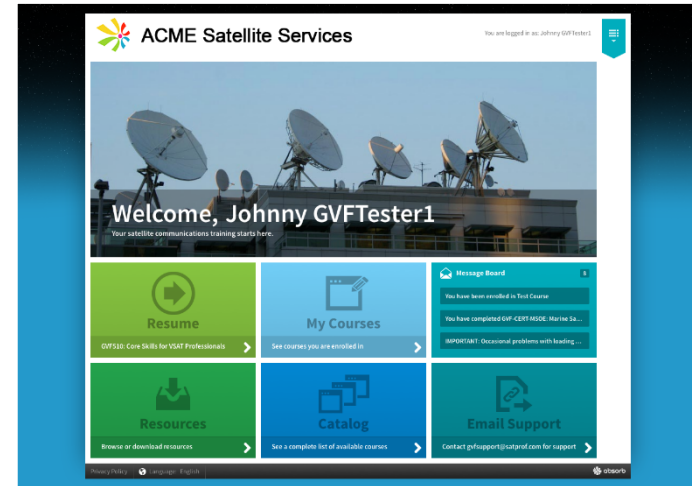 ACME Satellite Services
You are logged in as: Johnny GVFTester1
Welcome, Johnny GVFTester1
Your satellite communications training starts here.
Resume
GVF510: Core Skills for VSAT Professionals
My Courses
See courses you are enrolled in
Message Board
You have been enrolled in Test Course
You have completed GVF-CERT-MSOE: Marine Sa...
IMPORTANT: Occasional problems with loading ...
Resources
Browse or download resources
Catalog
See a complete list of available courses
Email Support
Contact gvfsupport@satprof.com for support
Privacy Policy
Language: English
absorb